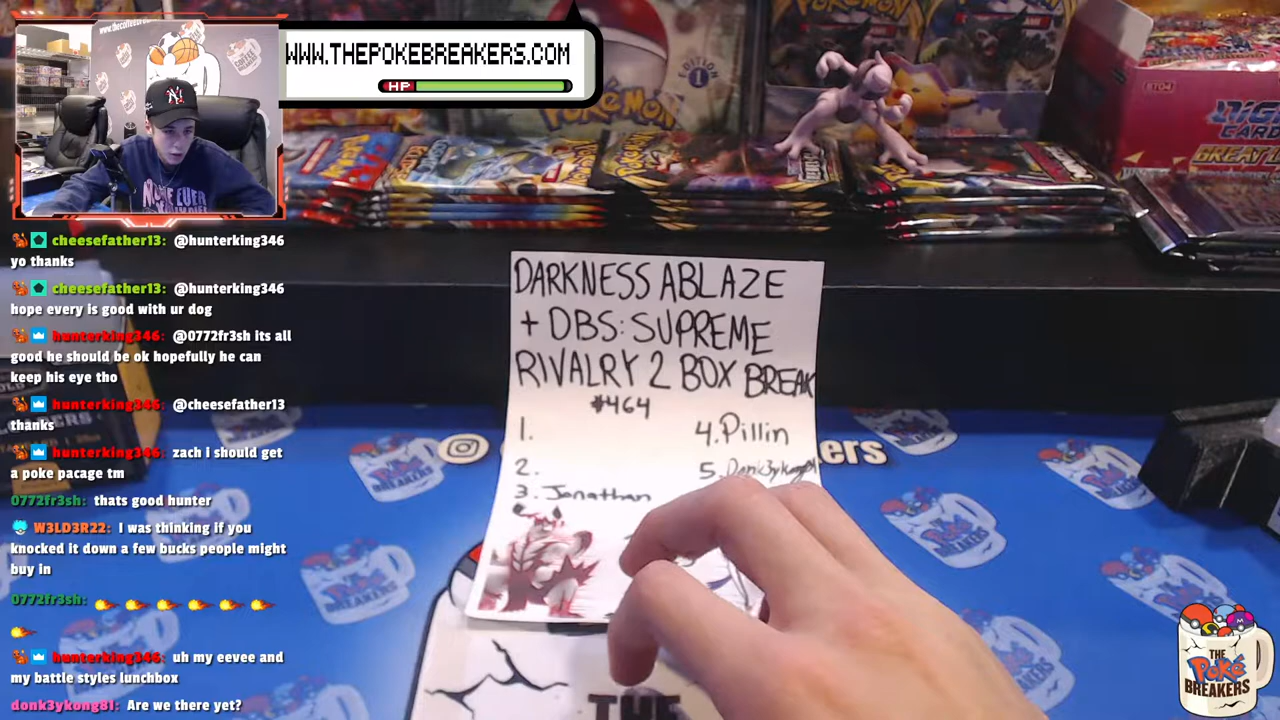 WWW.THEPOKEBREAKERS.COM
HP
EDITION
1
POKéMON
cheesefather13: @hunterking346
yo thanks
cheesefather13: @hunterking346
hope every is good with ur dog
hunterking346: @0772fr3sh its all
good he should be ok hopefully he can
keep his eye tho
hunterking346: @cheesefather13
thanks
hunterking346: zach i should get
a poke pacage tm
0772fr3sh: thats good hunter
W3LD3R22: I was thinking if you
knocked it down a few bucks people might
buy in
0772fr3sh:
hunterking346: uh my eevee and
my battle styles lunchbox
donk3ykong81: Are we there yet?
DARKNESS ABLAZE
+ DBS: SUPREME
RIVALRY 2 BOX BREAK
#464
1.
2.
3. Jonathan
4. Pillin
5. Donk3ykong81
THE
THE
POKé
BREAKERS